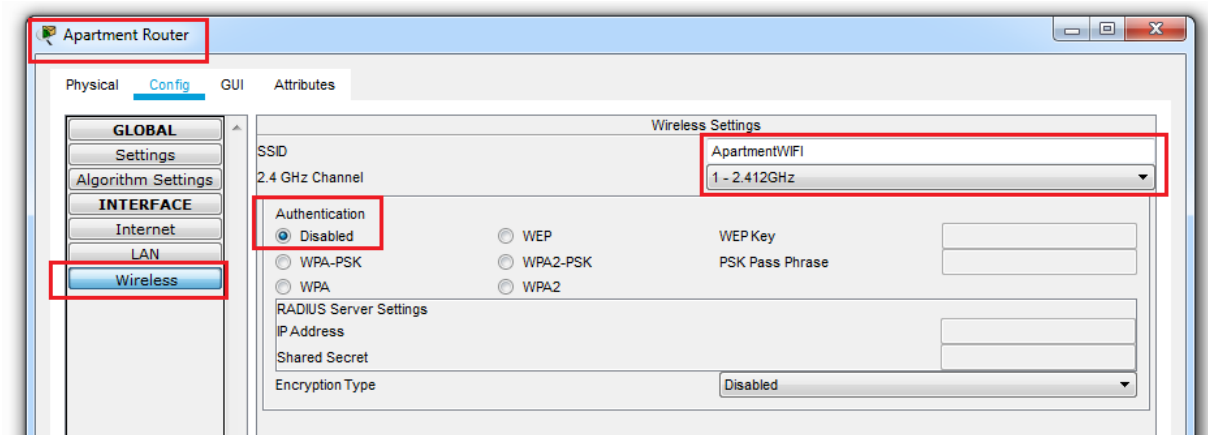 Apartment Router
Physical Config GUI Attributes
GLOBAL
Settings
Algorithm Settings
INTERFACE
Internet
LAN
Wireless
Wireless Settings
SSID ApartmentWIFI
2.4 GHz Channel 1 - 2.412GHz
Authentication
Disabled WEP WEP Key
WPA-PSK WPA2-PSK PSK Pass Phrase
WPA WPA2
RADIUS Server Settings
IP Address
Shared Secret
Encryption Type Disabled